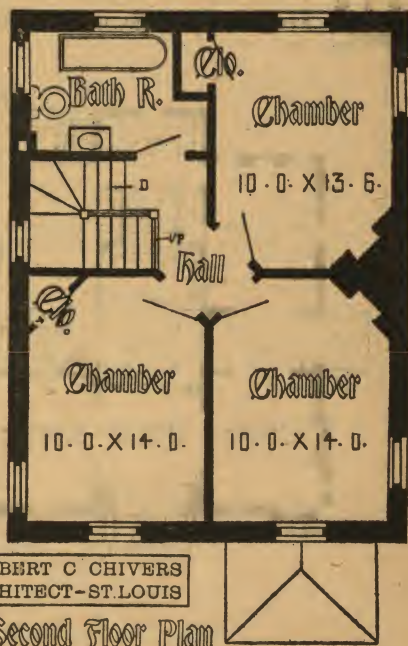 Clo.
Bath R.
Chamber
10.0. X 13.6.
D
UP
Hall
Clo.
Chamber
Chamber
10.0. X 14.0.
10.0. X 14.0.
BERT C CHIVERS
HITECT-ST.LOUIS
Second Floor Plan